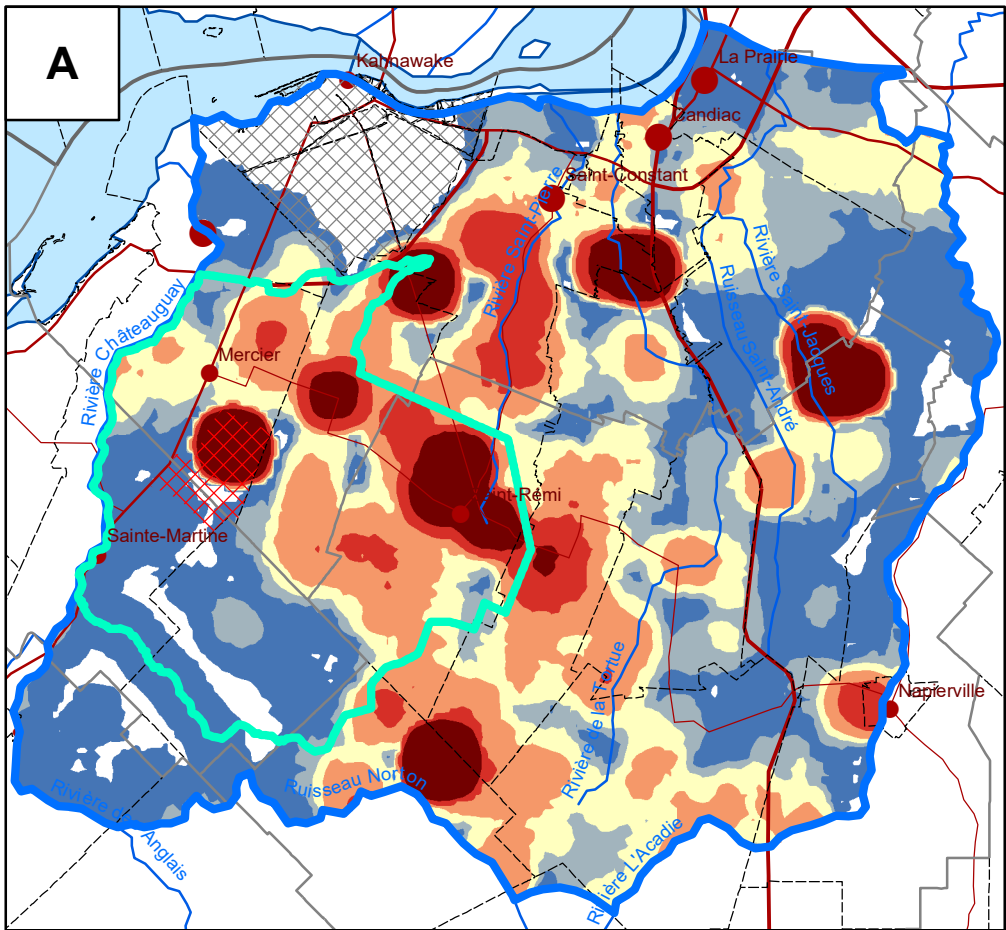 A
Kahnawake
La Prairie
Candiac
Saint-Constant
Rivière Saint-Pierre
Rivière Saint-Jacques
Ruisseau Saint-André
Rivière Châteauguay
Mercier
Saint-Rémi
Sainte-Martine
Rivière de la Tortue
Napierville
Ruisseau Norton
Rivière des Anglais
Rivière L'Acadie